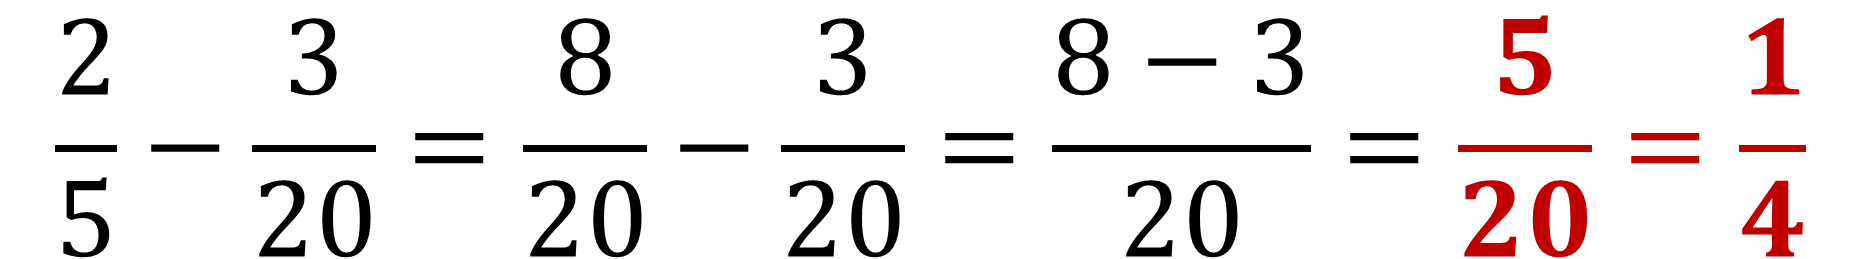 2/5 − 3/20 = 8/20 − 3/20 = (8 − 3)/20 = 5/20 = 1/4